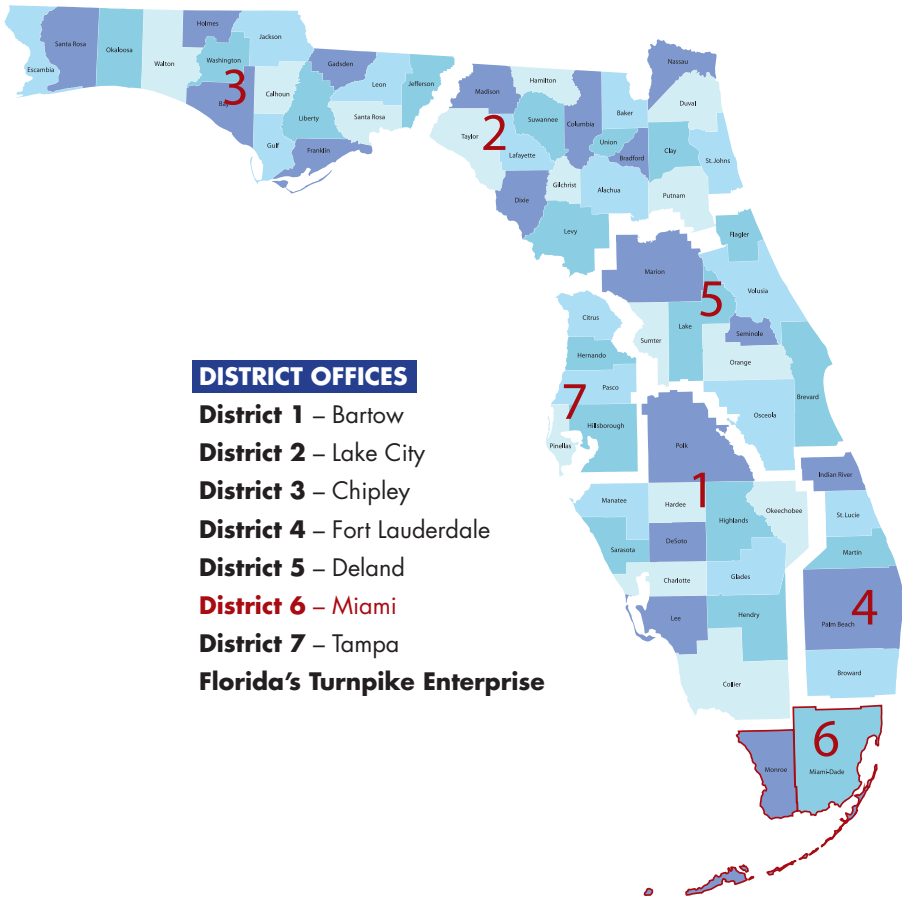 Holmes
Jackson
Santa Rosa
Okaloosa
Washington
Walton
Escambia
3
Gadsden
Calhoun
Leon
Jefferson
Bay
Liberty
Santa Rosa
Gulf
Franklin
Nassau
Hamilton
Madison
Duval
Baker
Suwannee
Columbia
2
Taylor
Union
Clay
Lafayette
Bradford
St.Johns
Gilchrist
Alachua
Dixie
Putnam
Levy
Flagler
Marion
5
Volusia
Citrus
Lake
Seminole
Sumter
Hernando
Orange
Pasco
7
Brevard
Osceola
Hillsborough
Pinellas
Polk
DISTRICT OFFICES
District 1 – Bartow
District 2 – Lake City
District 3 – Chipley
District 4 – Fort Lauderdale
District 5 – Deland
District 6 – Miami
District 7 – Tampa
Florida's Turnpike Enterprise
Indian River
1
Manatee
Hardee
Okeechobee
Highlands
St. Lucie
DeSoto
Sarasota
Martin
Charlotte
Glades
4
Lee
Hendry
Palm Beach
Broward
Collier
6
Monroe
Miami-Dade